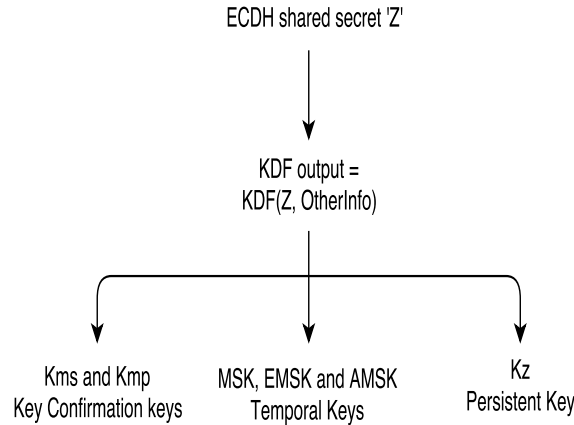 ECDH shared secret 'Z'
KDF output =
KDF(Z, OtherInfo)
Kms and Kmp
Key Confirmation keys
MSK, EMSK and AMSK
Temporal Keys
Kz
Persistent Key